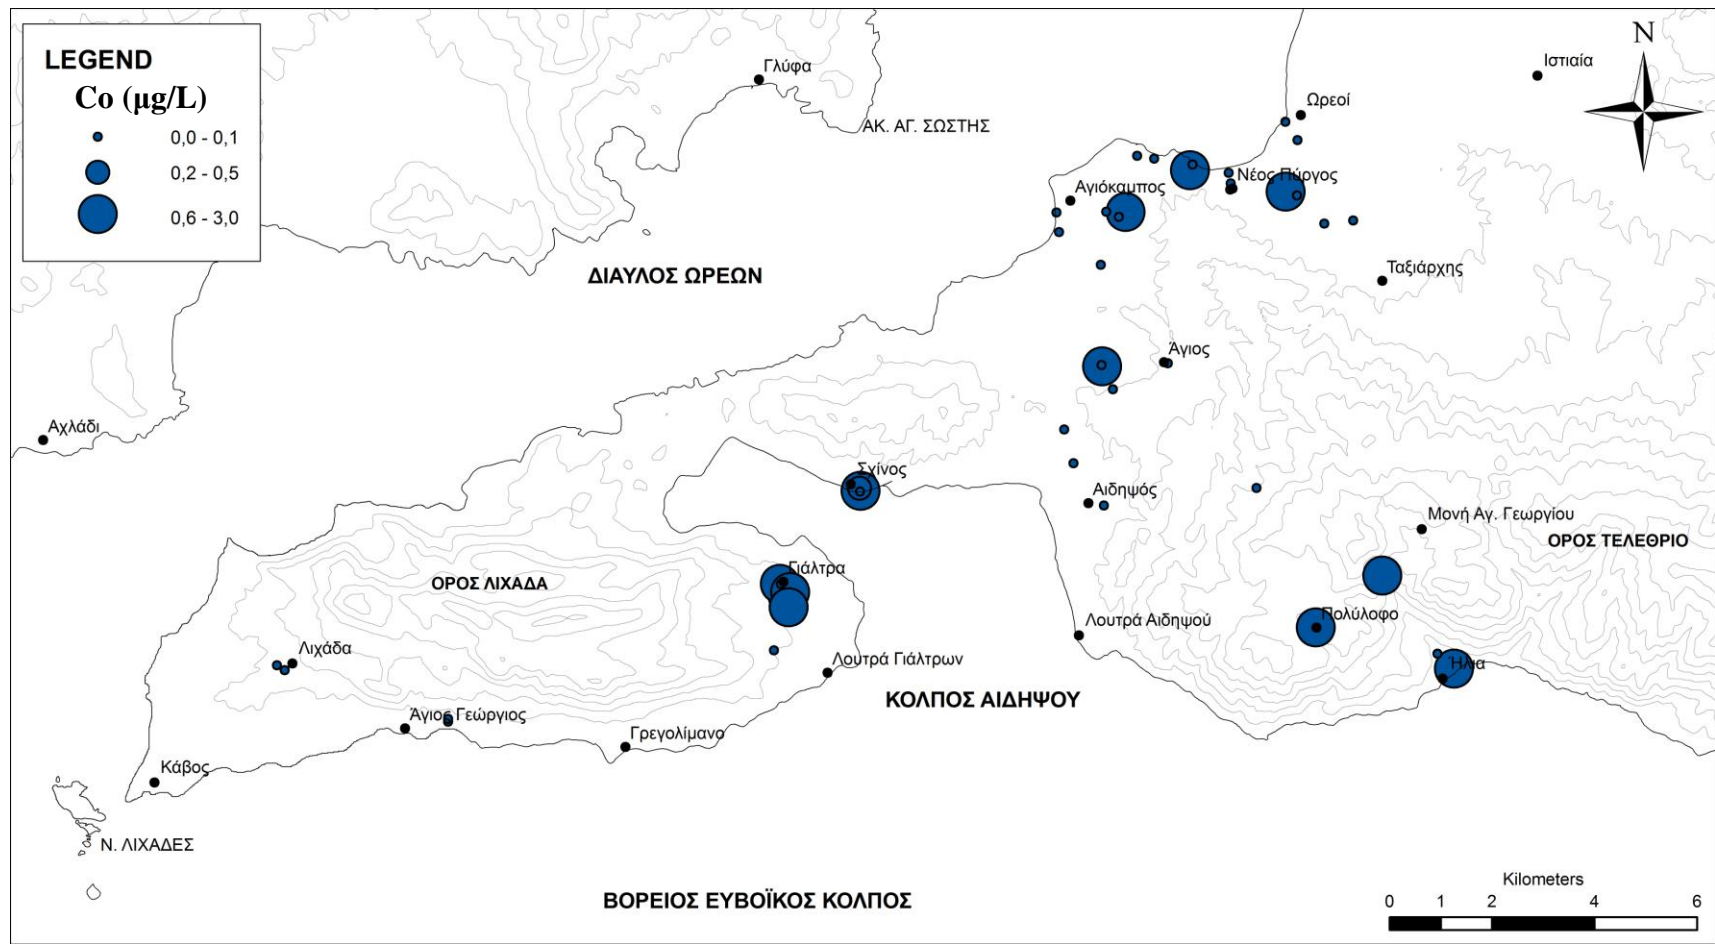 LEGEND
Co (μg/L)
0,0 - 0,1
0,2 - 0,5
0,6 - 3,0
N
Γλύφα
Ιστιαία
Ωρεοί
ΑΚ. ΑΓ. ΣΩΣΤΗΣ
Νέος Πύργος
Αγιόκαμπος
ΔΙΑΥΛΟΣ ΩΡΕΩΝ
Ταξιάρχης
Άγιος
Αχλάδι
Σχίνος
Αιδηψός
Μονή Αγ. Γεωργίου
ΟΡΟΣ ΤΕΛΕΘΡΙΟ
Γιάλτρα
ΟΡΟΣ ΛΙΧΑΔΑ
Πολύλοφο
Λουτρά Αιδηψού
Λιχάδα
Λουτρά Γιάλτρων
Ήλια
ΚΟΛΠΟΣ ΑΙΔΗΨΟΥ
Άγιος Γεώργιος
Γρεγολίμανο
Κάβος
Ν. ΛΙΧΑΔΕΣ
ΒΟΡΕΙΟΣ ΕΥΒΟΪΚΟΣ ΚΟΛΠΟΣ
Kilometers
0 1 2 4 6